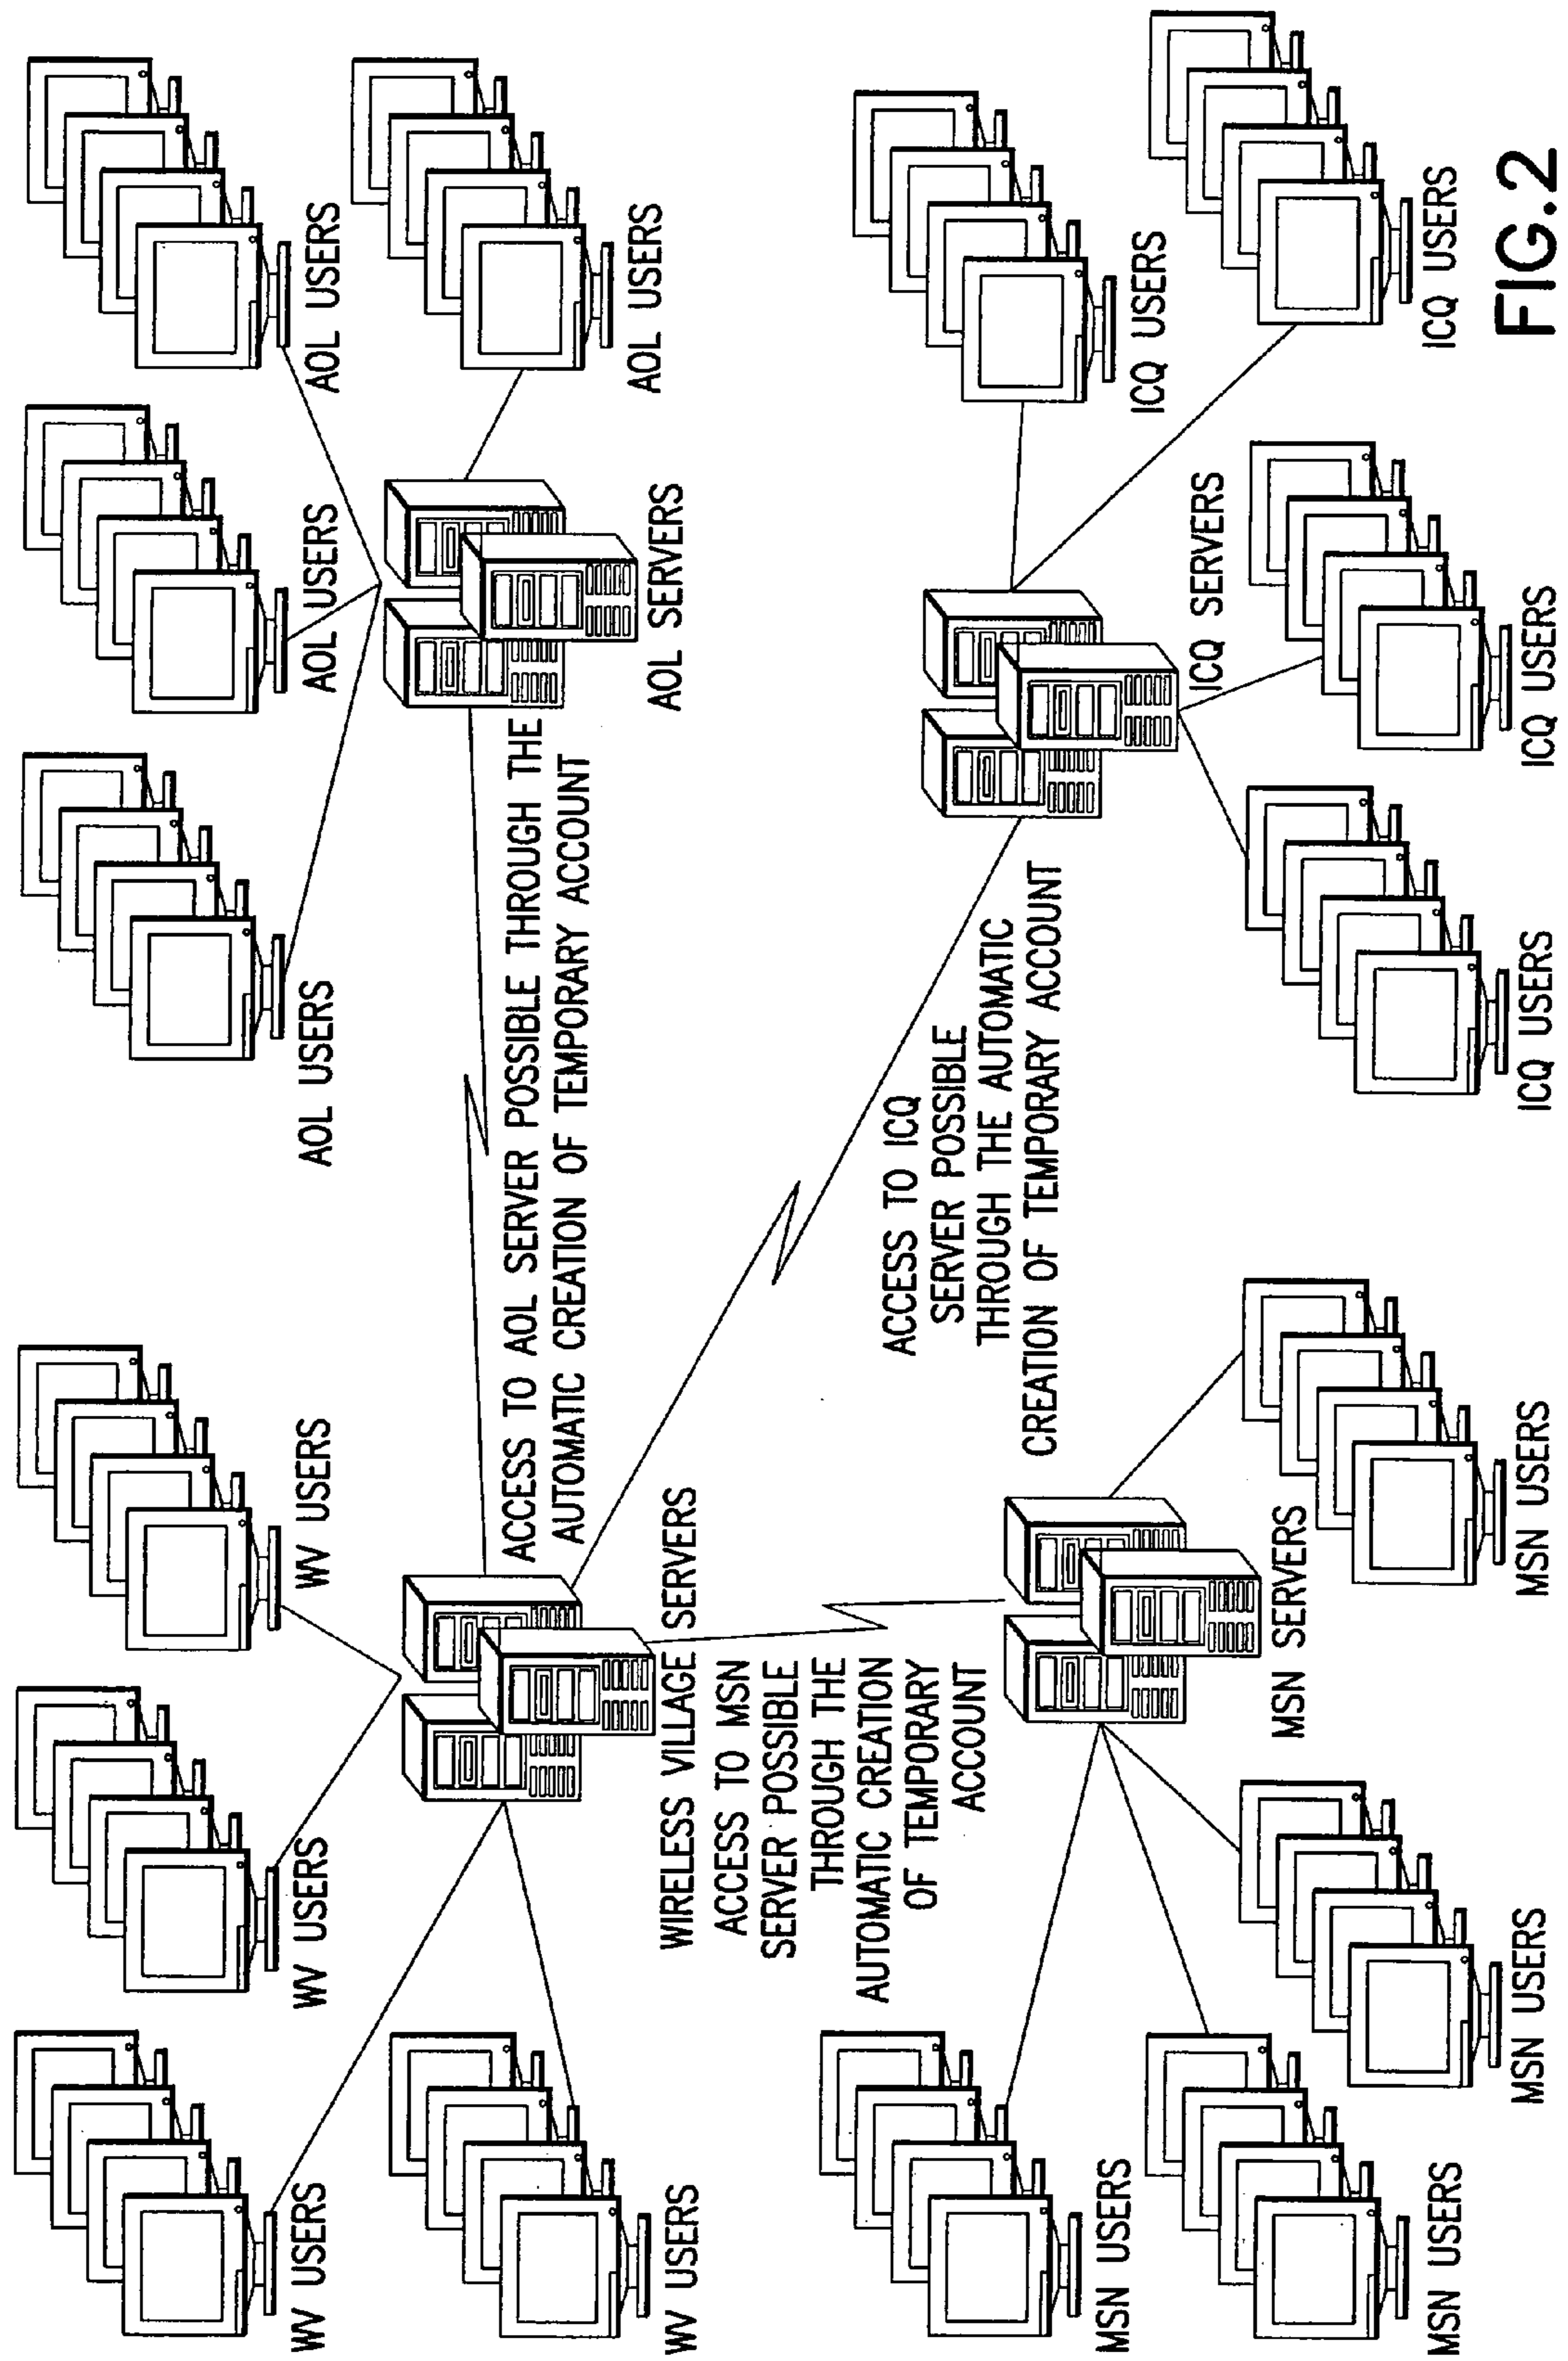 WV USERS
WV USERS
WV USERS
AOL USERS
AOL USERS
AOL USERS
ACCESS TO AOL SERVER POSSIBLE THROUGH THE
AUTOMATIC CREATION OF TEMPORARY ACCOUNT
WV USERS
WIRELESS VILLAGE SERVERS
AOL SERVERS
AOL USERS
ACCESS TO MSN
SERVER POSSIBLE
THROUGH THE
AUTOMATIC CREATION
OF TEMPORARY
ACCOUNT
ACCESS TO ICQ
SERVER POSSIBLE
THROUGH THE AUTOMATIC
CREATION OF TEMPORARY ACCOUNT
MSN USERS
ICQ USERS
ICQ SERVERS
MSN SERVERS
MSN USERS
ICQ USERS
MSN USERS
MSN USERS
ICQ USERS
ICQ USERS
FIG.2